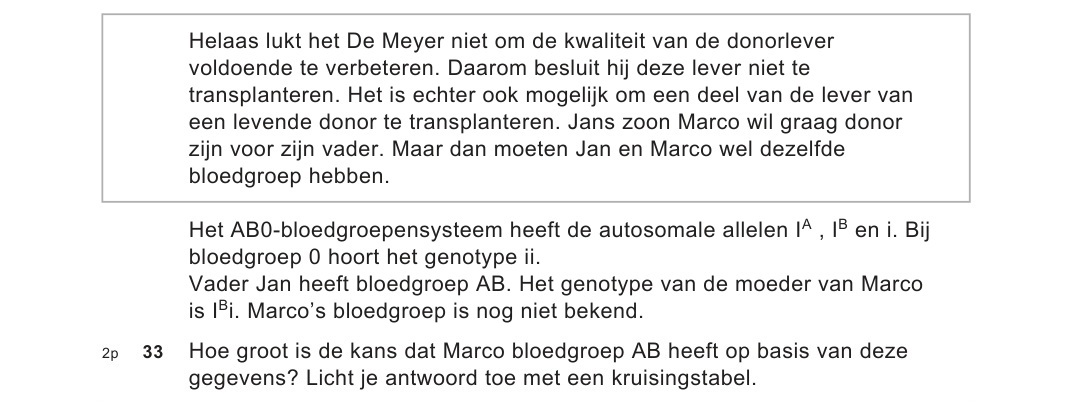 Helaas lukt het De Meyer niet om de kwaliteit van de donorlever
voldoende te verbeteren. Daarom besluit hij deze lever niet te
transplanteren. Het is echter ook mogelijk om een deel van de lever van
een levende donor te transplanteren. Jans zoon Marco wil graag donor
zijn voor zijn vader. Maar dan moeten Jan en Marco wel dezelfde
bloedgroep hebben.
Het AB0-bloedgroepensysteem heeft de autosomale allelen Iᴬ , Iᴮ en i. Bij
bloedgroep 0 hoort het genotype ii.
Vader Jan heeft bloedgroep AB. Het genotype van de moeder van Marco
is Iᴮi. Marco's bloedgroep is nog niet bekend.
2p 33 Hoe groot is de kans dat Marco bloedgroep AB heeft op basis van deze
gegevens? Licht je antwoord toe met een kruisingstabel.